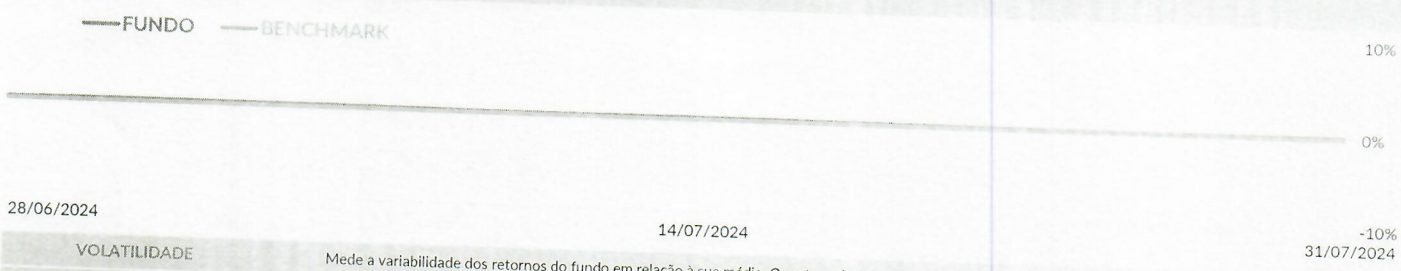 FUNDO BENCHMARK
10%
0%
-10%
28/06/2024 14/07/2024 31/07/2024
VOLATILIDADE Mede a variabilidade dos retornos do fundo em relação à sua média.